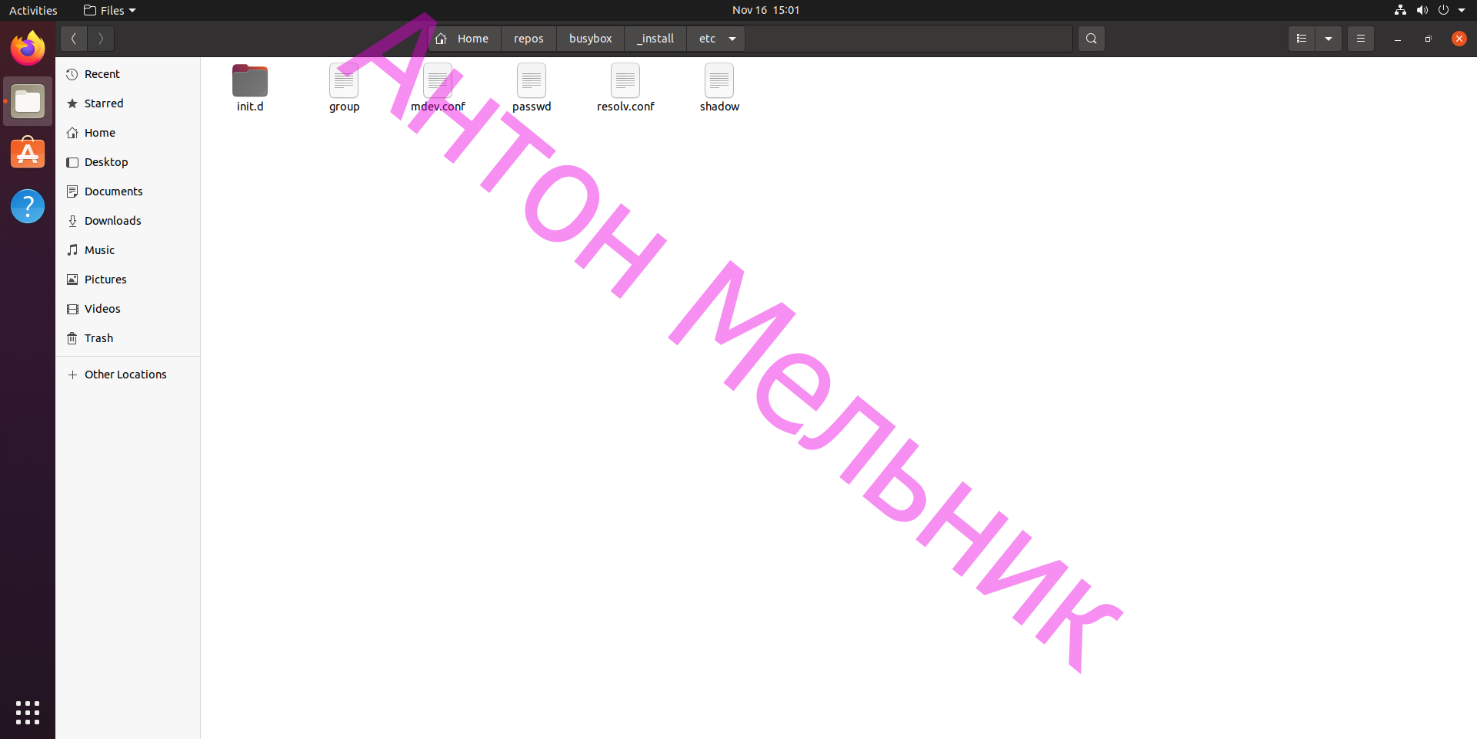 Activities Files Nov 16 15:01
Home repos busybox _install etc
Recent
Starred
Home
Desktop
Documents
Downloads
Music
Pictures
Videos
Trash
Other Locations
init.d group mdev.conf passwd resolv.conf shadow
Антон Мельник